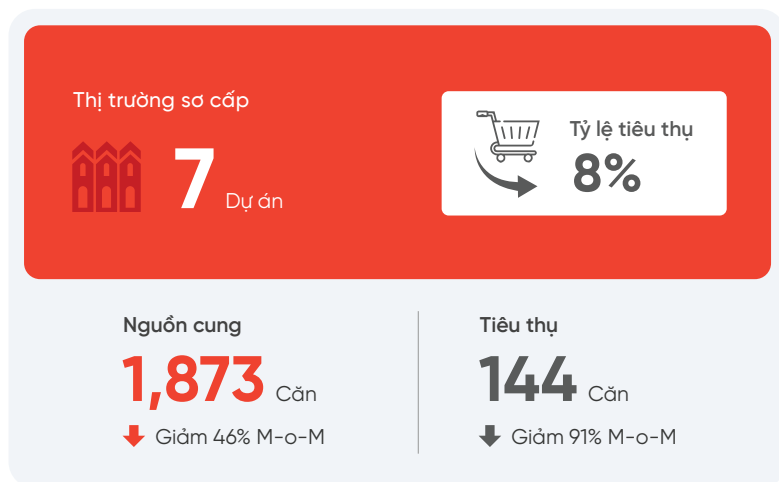 Thị trường sơ cấp
7 Dự án
Tỷ lệ tiêu thụ
8%
Nguồn cung
1,873 Căn
Giảm 46% M-o-M
Tiêu thụ
144 Căn
Giảm 91% M-o-M